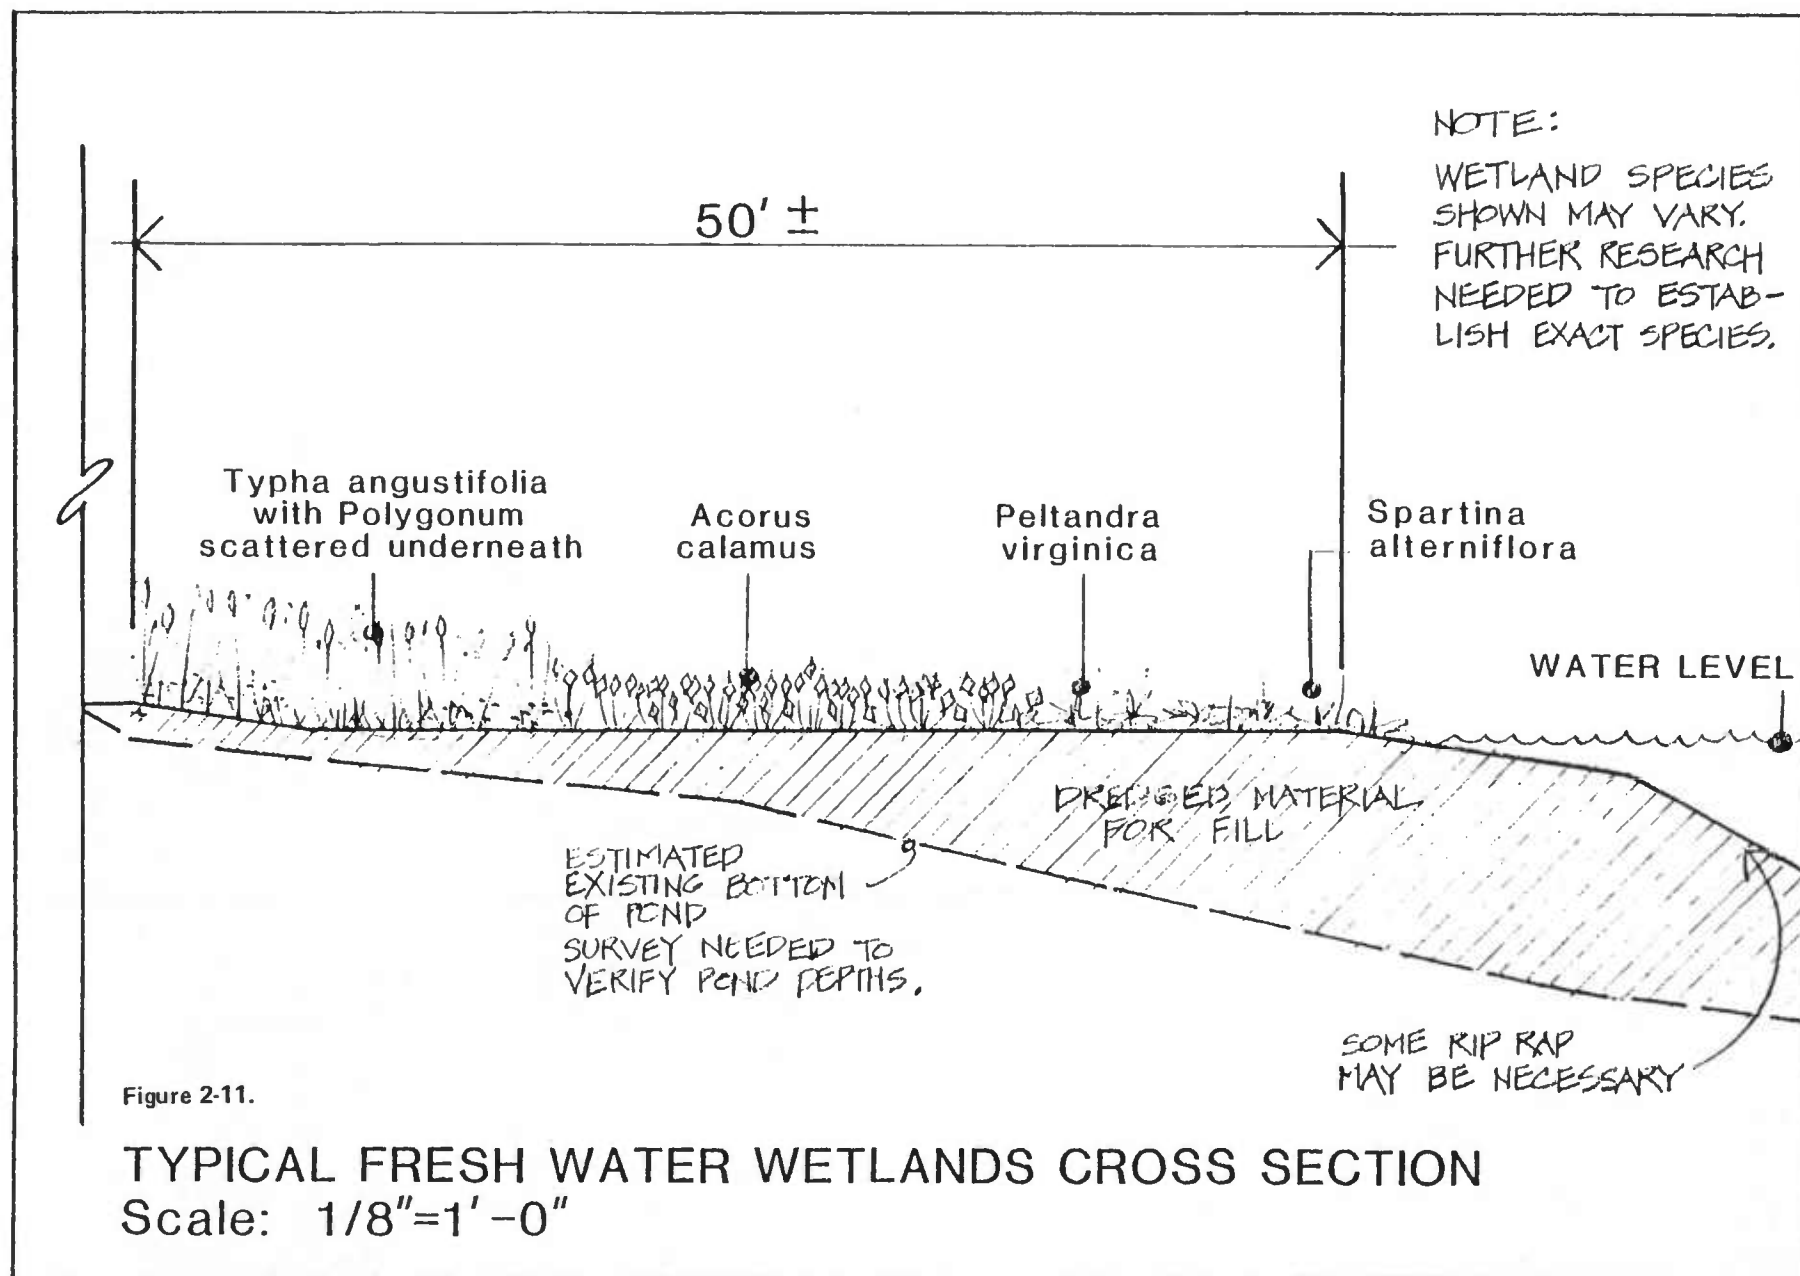 NOTE:
WETLAND SPECIES
SHOWN MAY VARY.
FURTHER RESEARCH
NEEDED TO ESTAB-
LISH EXACT SPECIES.
50' ±
Typha angustifolia
with Polygonum
scattered underneath
Acorus
calamus
Peltandra
virginica
Spartina
alterniflora
WATER LEVEL
DREDGED MATERIAL
FOR FILL
ESTIMATED
EXISTING BOTTOM
OF POND
SURVEY NEEDED TO
VERIFY POND DEPTHS.
SOME RIP RAP
MAY BE NECESSARY
Figure 2-11.
TYPICAL FRESH WATER WETLANDS CROSS SECTION
Scale: 1/8"=1'-0"